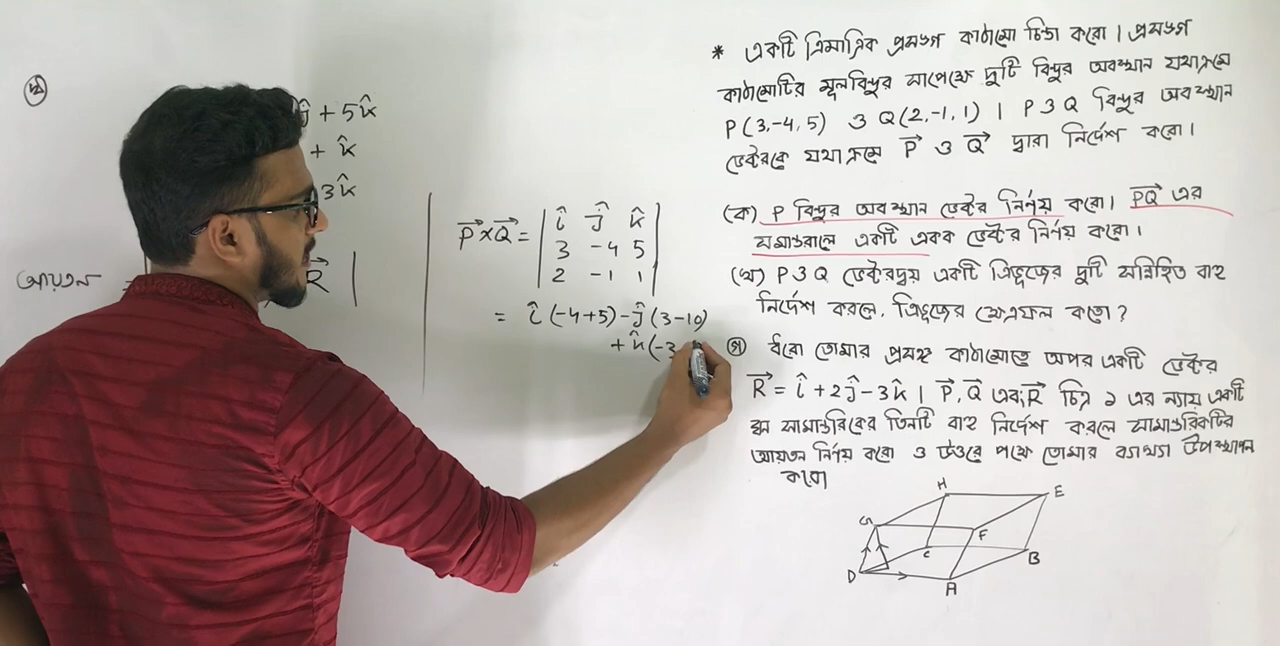 ĵ + 5k̂
+ k̂
3k̂
আয়তন
R⃗ |
P⃗×Q⃗ = | î ĵ k̂ |
| 3 -4 5 |
| 2 -1 1 |
= î(-4+5)-ĵ(3-10)
+k̂(-3
* একটি ত্রিমাত্রিক প্রসঙ্গ কাঠামো চিন্তা করো। প্রসঙ্গ
কাঠামোটির মূলবিন্দুর সাপেক্ষে দুটি বিন্দুর অবস্থান যথাক্রমে
P(3,-4,5) ও Q(2,-1,1) । P ও Q বিন্দুর অবস্থান
ভেক্টরকে যথাক্রমে P⃗ ও Q⃗ দ্বারা নির্দেশ করো।
(ক) P বিন্দুর অবস্থান ভেক্টর নির্ণয় করো। PQ⃗ এর
সমান্তরালে একটি একক ভেক্টর নির্ণয় করো।
(খ) P ও Q ভেক্টরদ্বয় একটি ত্রিভুজের দুটি সন্নিহিত বাহু
নির্দেশ করলে, ত্রিভুজের ক্ষেত্রফল কতো?
(গ) ধরো তোমার প্রসঙ্গ কাঠামোতে অপর একটি ভেক্টর
R⃗ = î+2ĵ-3k̂ । P⃗, Q⃗ এবং R⃗ চিত্র ১ এর ন্যায় একটি
সামান্তরিকের তিনটি বাহু নির্দেশ করলে সামান্তরিকটির
আয়তন নির্ণয় করো ও উত্তরের পক্ষে তোমার ব্যাখ্যা উপস্থাপন
করো
H E
G F
C B
D A